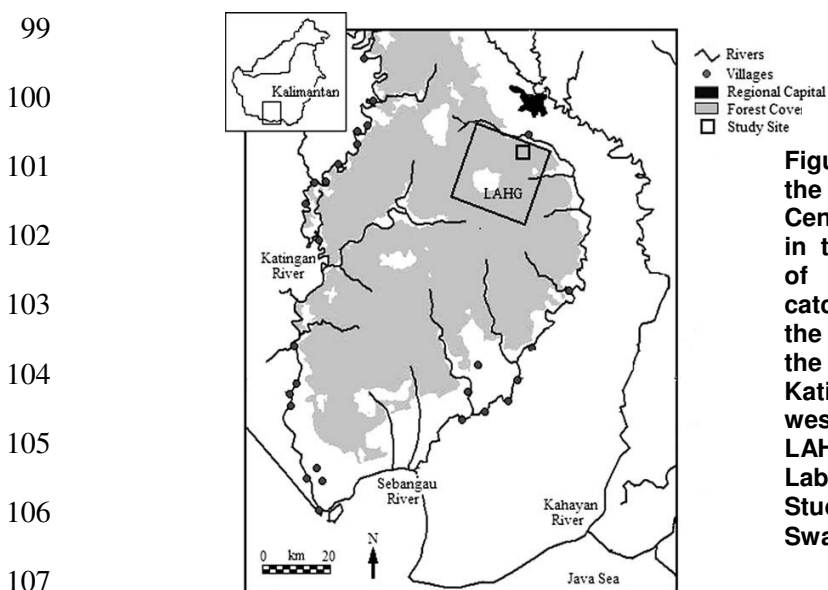 99
100
101
102
103
104
105
106
107
Kalimantan
Rivers
Villages
Regional Capital
Forest Cover
Study Site
LAHG
Katingan
River
Sebangau
River
Kahayan
River
N
0 km 20
Java Sea
Figu
the
Cen
in t
of
catc
the
the
Kati
wes
LAH
Lab
Stud
Swa